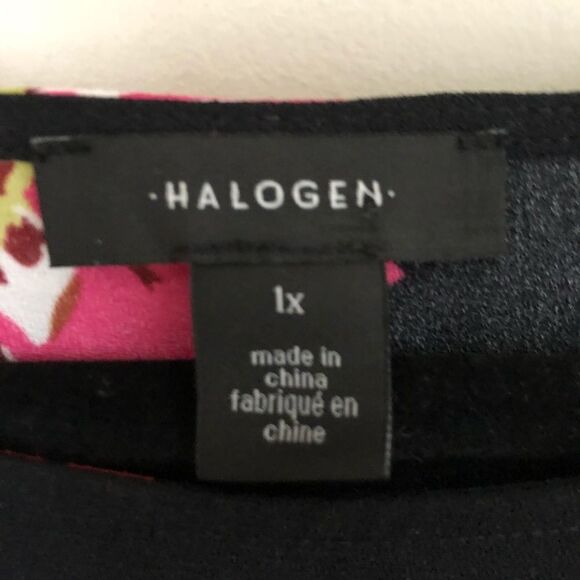 ·HALOGEN·
1x
made in
china
fabriqué en
chine